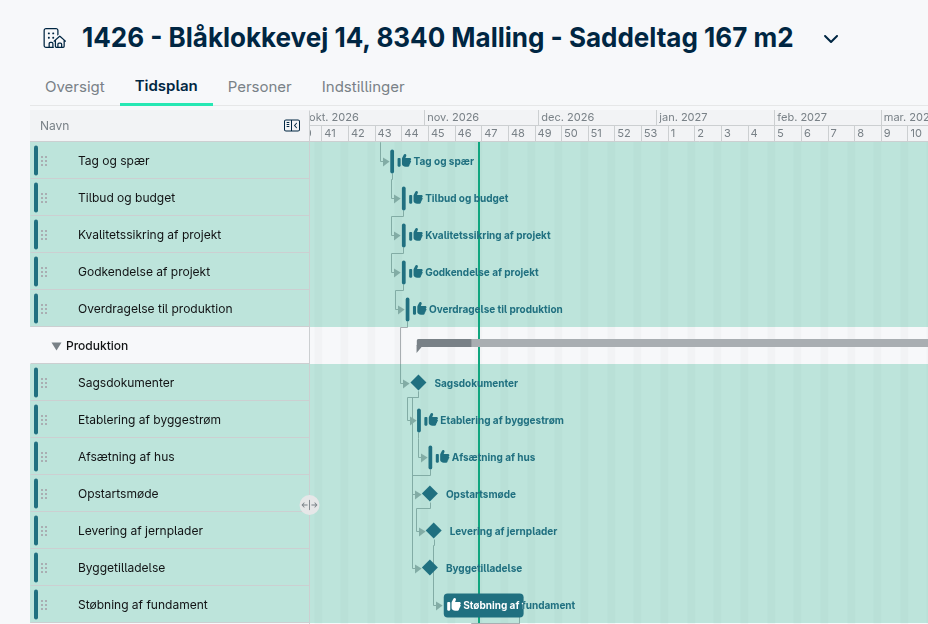 1426 - Blåklokkevej 14, 8340 Malling - Saddeltag 167 m2
Oversigt Tidsplan Personer Indstillinger
Navn
okt. 2026 nov. 2026 dec. 2026 jan. 2027 feb. 2027 mar. 202
41 42 43 44 45 46 47 48 49 50 51 52 53 1 2 3 4 5 6 7 8 9 10
Tag og spær Tag og spær
Tilbud og budget Tilbud og budget
Kvalitetssikring af projekt Kvalitetssikring af projekt
Godkendelse af projekt Godkendelse af projekt
Overdragelse til produktion Overdragelse til produktion
Produktion
Sagsdokumenter Sagsdokumenter
Etablering af byggestrøm Etablering af byggestrøm
Afsætning af hus Afsætning af hus
Opstartsmøde Opstartsmøde
Levering af jernplader Levering af jernplader
Byggetilladelse Byggetilladelse
Støbning af fundament Støbning af fundament